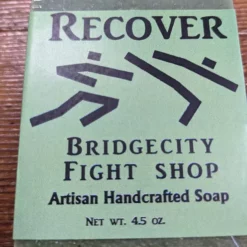 RECOVER
BRIDGECITY
FIGHT SHOP
Artisan Handcrafted Soap
NET WT. 4.5 OZ.